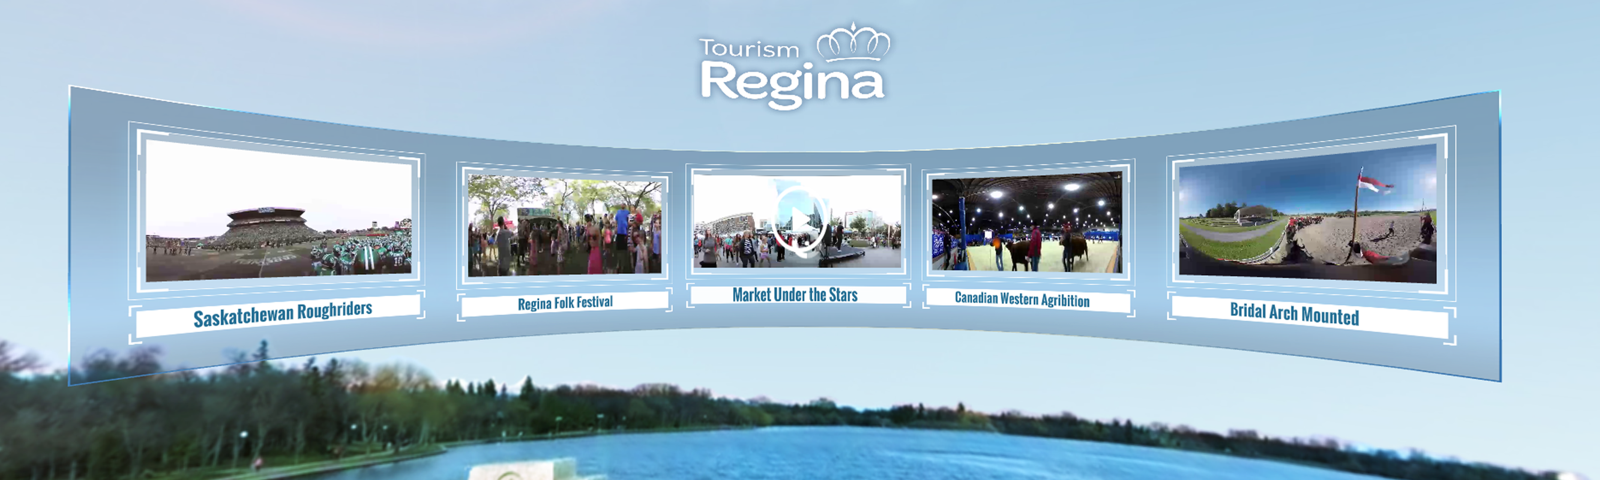 Tourism
Regina
Saskatchewan Roughriders
Regina Folk Festival
Market Under the Stars
Canadian Western Agribition
Bridal Arch Mounted